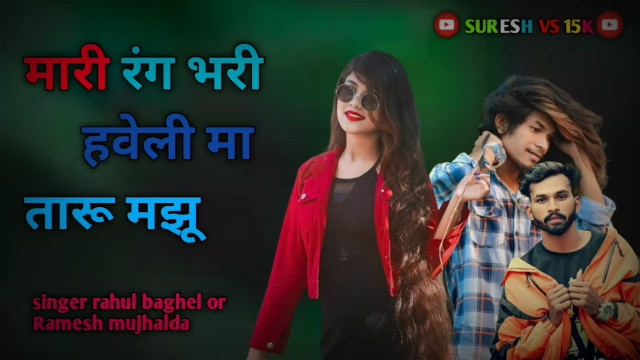 SURESH VS 15K
मारी रंग भरी
हवेली मा
तारू मझू
singer rahul baghel or
Ramesh mujhalda